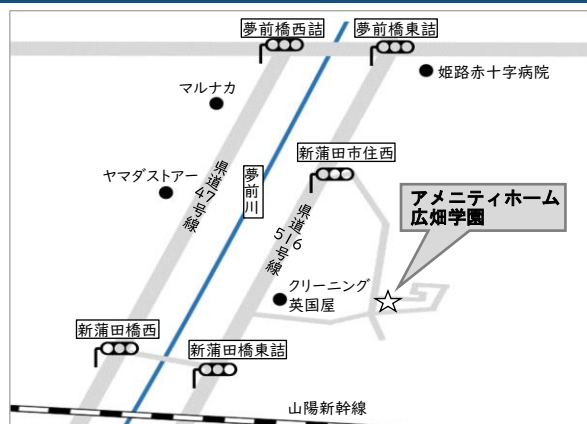 夢前橋西詰
夢前橋東詰
姫路赤十字病院
マルナカ
新蒲田市住西
ヤマダストアー
県道47号線
夢前川
県道516号線
アメニティホーム
広畑学園
クリーニング
英国屋
新蒲田橋西
新蒲田橋東詰
山陽新幹線